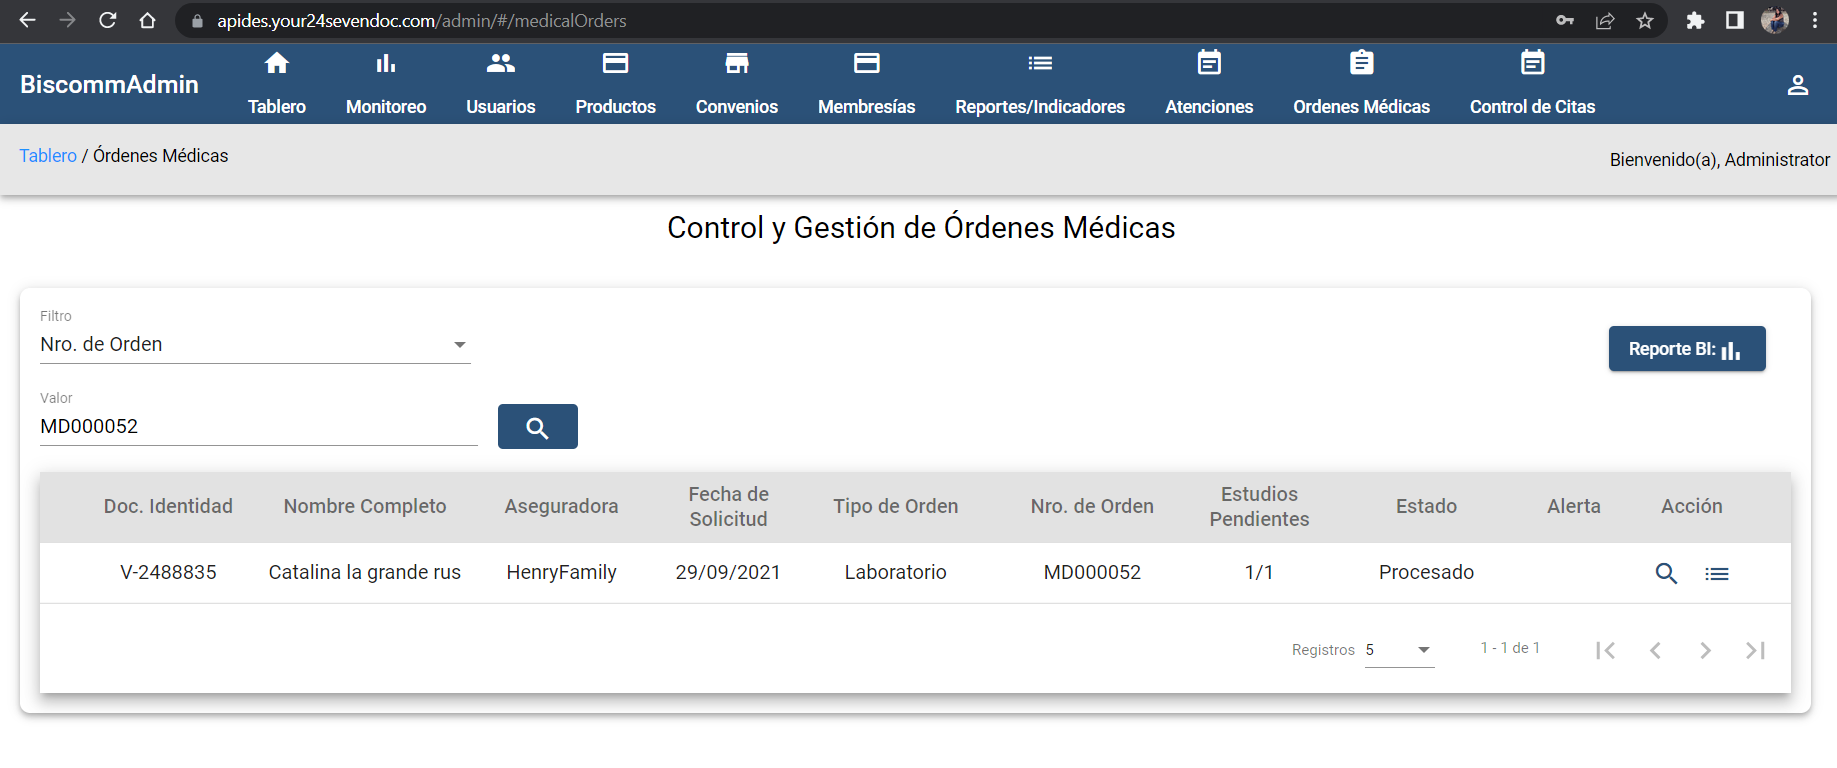 apides.your24sevendoc.com/admin/#/medicalOrders
BiscommAdmin
Tablero
Monitoreo
Usuarios
Productos
Convenios
Membresías
Reportes/Indicadores
Atenciones
Ordenes Médicas
Control de Citas
Tablero / Órdenes Médicas
Bienvenido(a), Administrator
Control y Gestión de Órdenes Médicas
Filtro
Nro. de Orden
Reporte BI:
Valor
MD000052
Doc. Identidad Nombre Completo Aseguradora Fecha de Solicitud Tipo de Orden Nro. de Orden Estudios Pendientes Estado Alerta Acción
V-2488835 Catalina la grande rus HenryFamily 29/09/2021 Laboratorio MD000052 1/1 Procesado
Registros 5 1 - 1 de 1